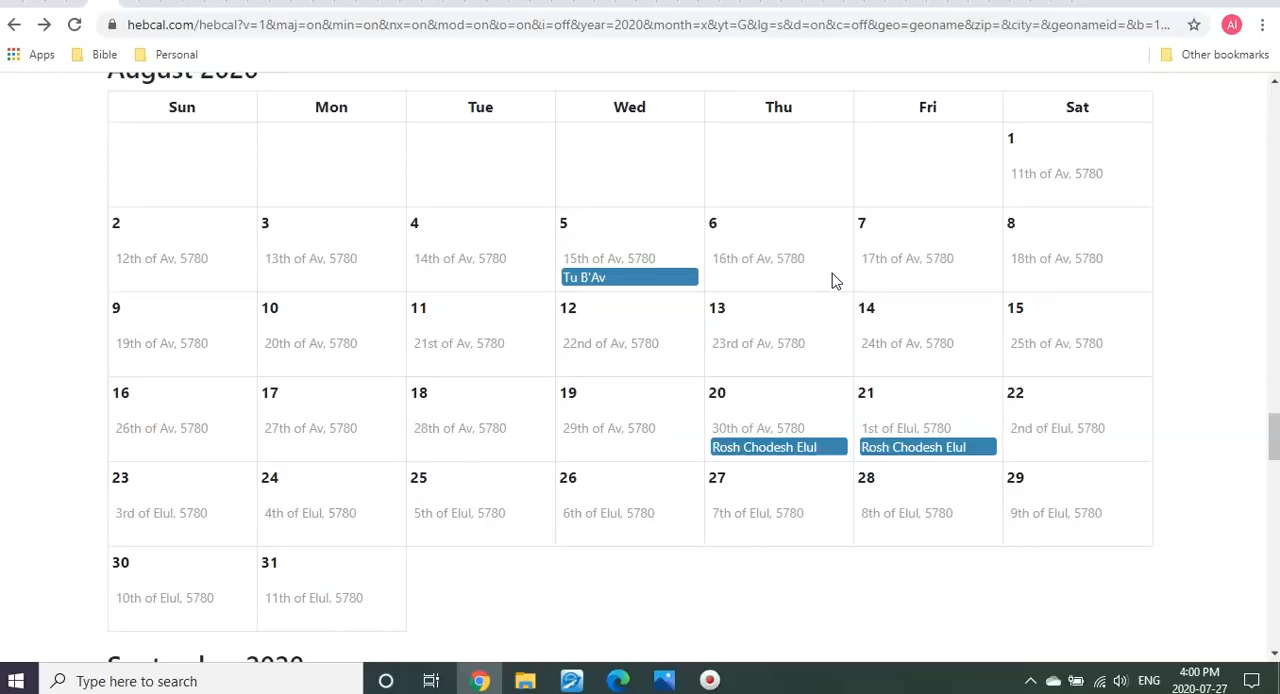 hebcal.com/hebcal?v=1&maj=on&min=on&nx=on&mod=on&o=on&i=off&year=2020&month=x&yt=G&lg=s&d=on&c=off&geo=geoname&zip=&city=&geonameid=&b=1...
AI
Apps Bible Personal Other bookmarks
August 2020
Sun Mon Tue Wed Thu Fri Sat
1
11th of Av, 5780
2 3 4 5 6 7 8
12th of Av, 5780 13th of Av, 5780 14th of Av, 5780 15th of Av, 5780 16th of Av, 5780 17th of Av, 5780 18th of Av, 5780
Tu B'Av
9 10 11 12 13 14 15
19th of Av, 5780 20th of Av, 5780 21st of Av, 5780 22nd of Av, 5780 23rd of Av, 5780 24th of Av, 5780 25th of Av, 5780
16 17 18 19 20 21 22
26th of Av, 5780 27th of Av, 5780 28th of Av, 5780 29th of Av, 5780 30th of Av, 5780 1st of Elul, 5780 2nd of Elul, 5780
Rosh Chodesh Elul Rosh Chodesh Elul
23 24 25 26 27 28 29
3rd of Elul, 5780 4th of Elul, 5780 5th of Elul, 5780 6th of Elul, 5780 7th of Elul, 5780 8th of Elul, 5780 9th of Elul, 5780
30 31
10th of Elul, 5780 11th of Elul, 5780
September 2020
Type here to search ENG 4:00 PM
2020-07-27